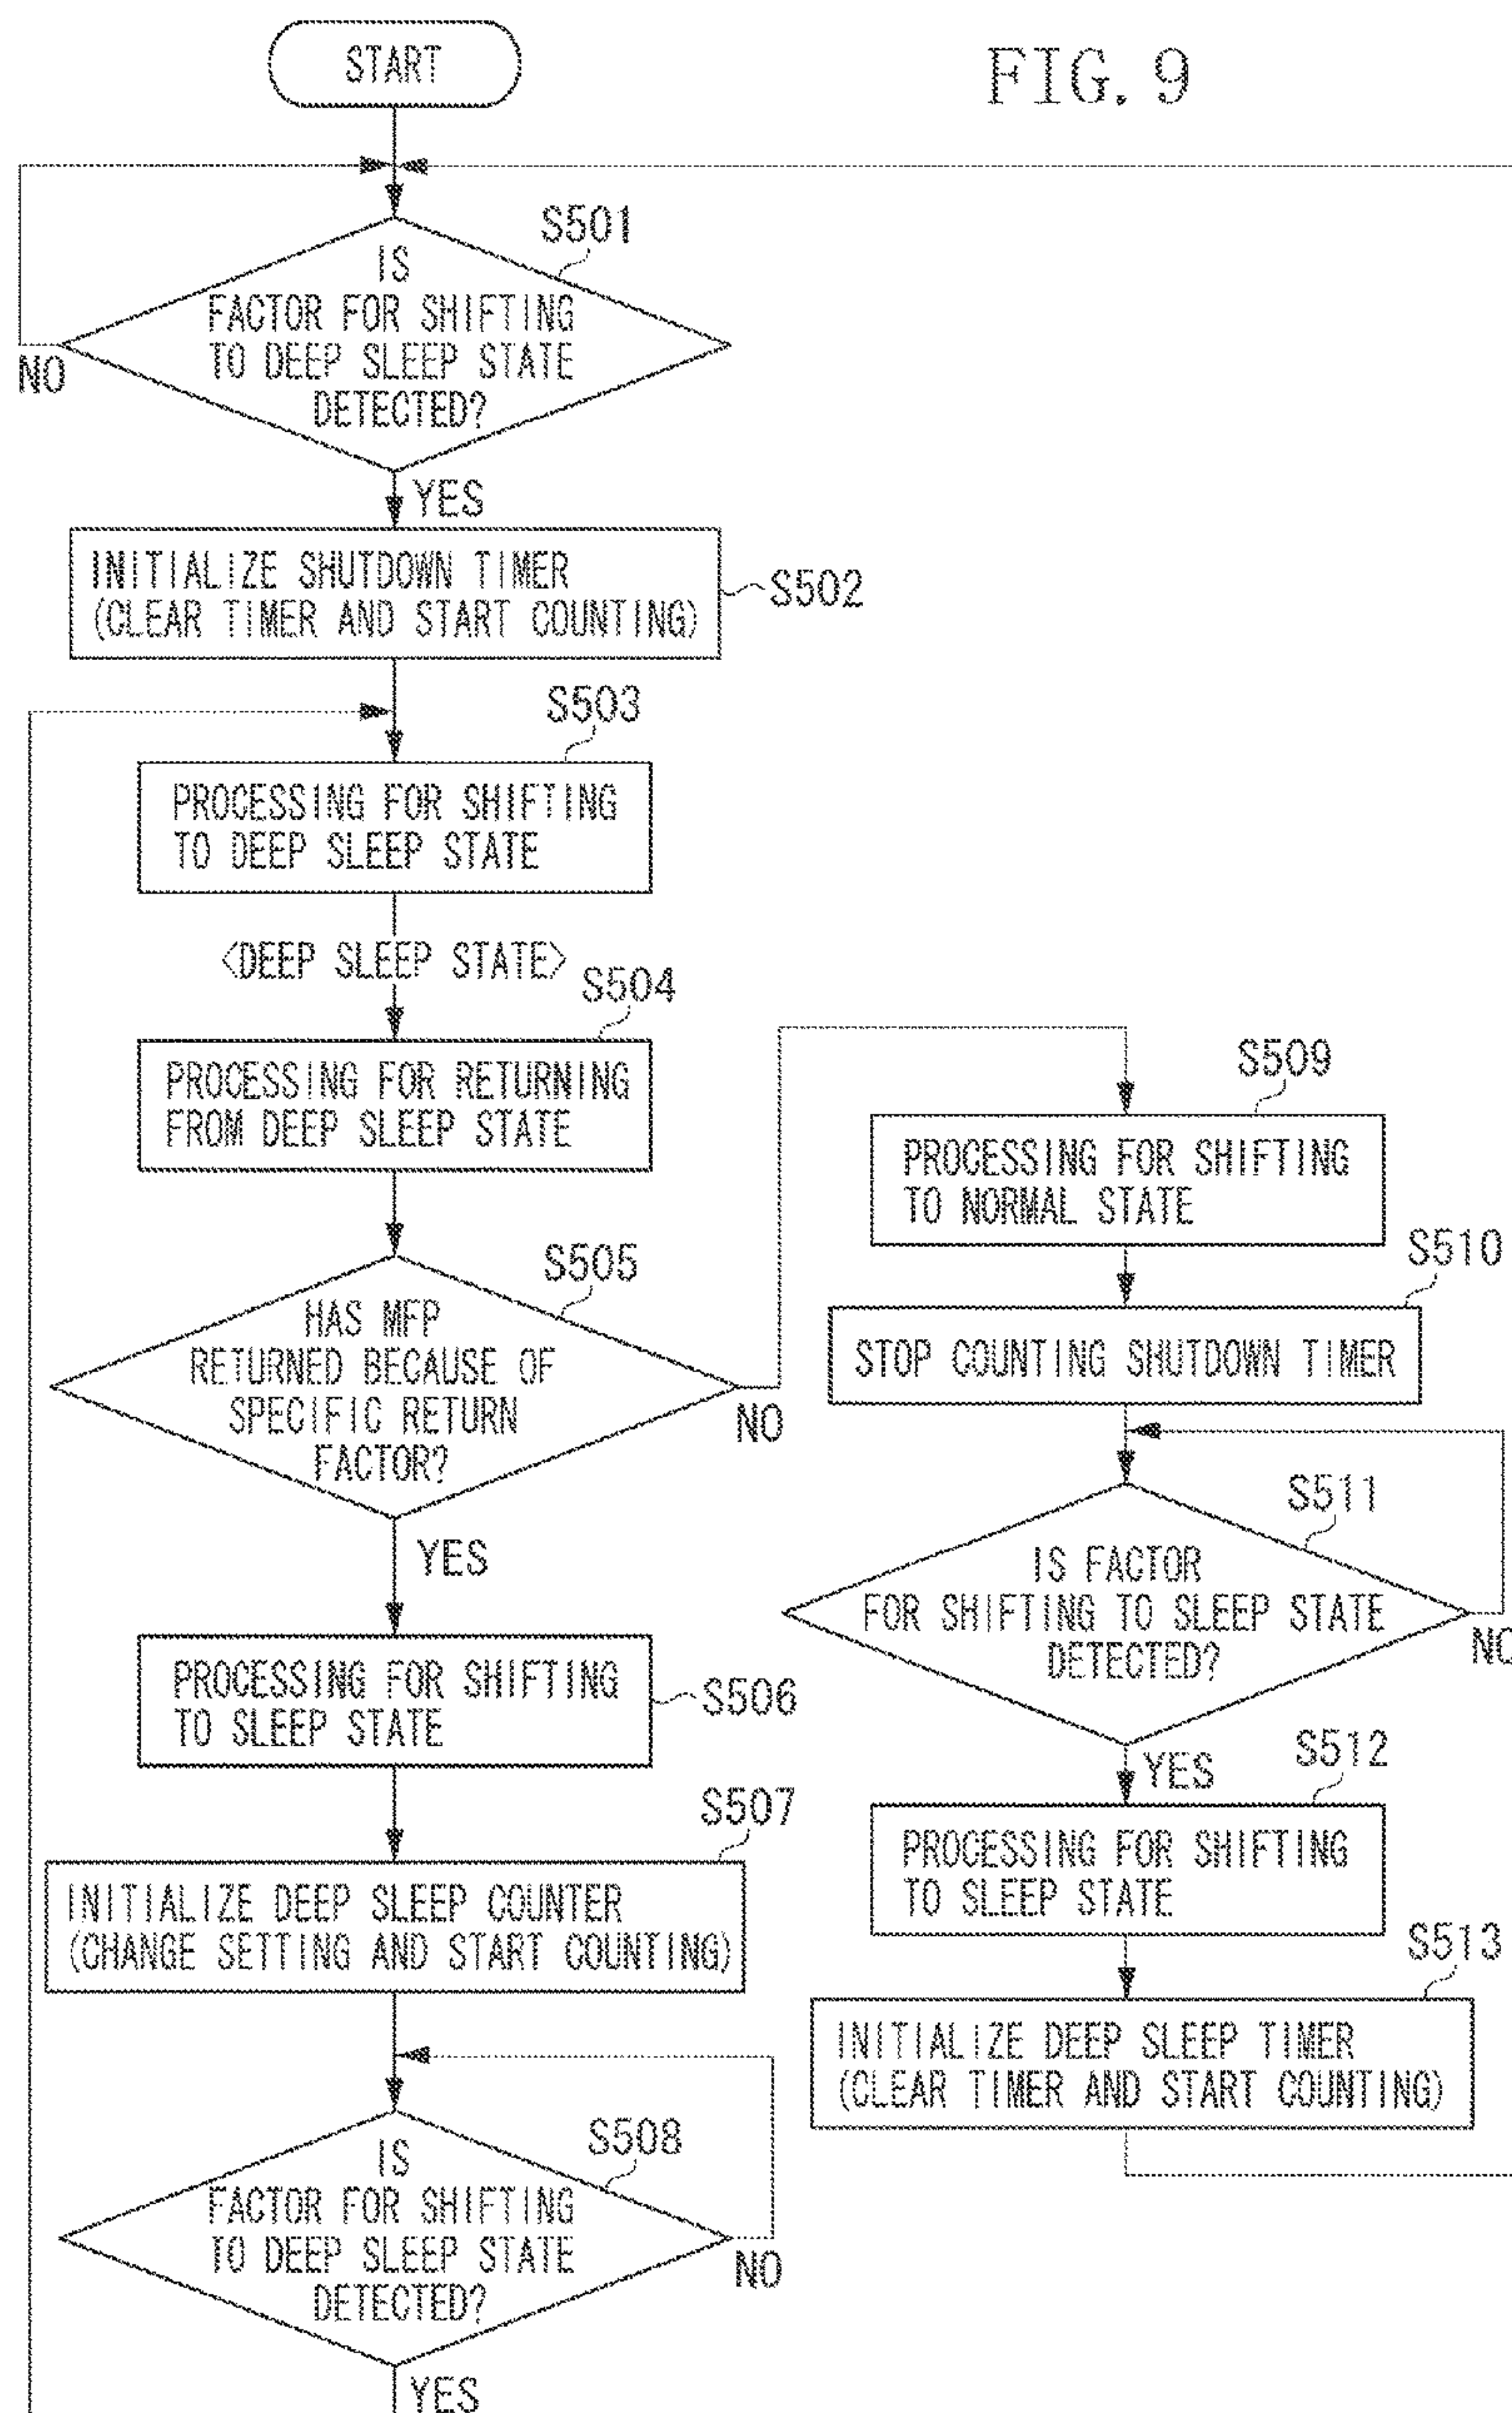 START
FIG. 9
S501
IS
FACTOR FOR SHIFTING
TO DEEP SLEEP STATE
DETECTED?
NO
YES
INITIALIZE SHUTDOWN TIMER
(CLEAR TIMER AND START COUNTING)
S502
S503
PROCESSING FOR SHIFTING
TO DEEP SLEEP STATE
<DEEP SLEEP STATE>
S504
PROCESSING FOR RETURNING
FROM DEEP SLEEP STATE
S505
HAS MFP
RETURNED BECAUSE OF
SPECIFIC RETURN
FACTOR?
NO
YES
PROCESSING FOR SHIFTING
TO SLEEP STATE
S506
S507
INITIALIZE DEEP SLEEP COUNTER
(CHANGE SETTING AND START COUNTING)
S508
IS
FACTOR FOR SHIFTING
TO DEEP SLEEP STATE
DETECTED?
NO
YES
S509
PROCESSING FOR SHIFTING
TO NORMAL STATE
S510
STOP COUNTING SHUTDOWN TIMER
S511
IS FACTOR
FOR SHIFTING TO SLEEP STATE
DETECTED?
NO
YES
S512
PROCESSING FOR SHIFTING
TO SLEEP STATE
S513
INITIALIZE DEEP SLEEP TIMER
(CLEAR TIMER AND START COUNTING)